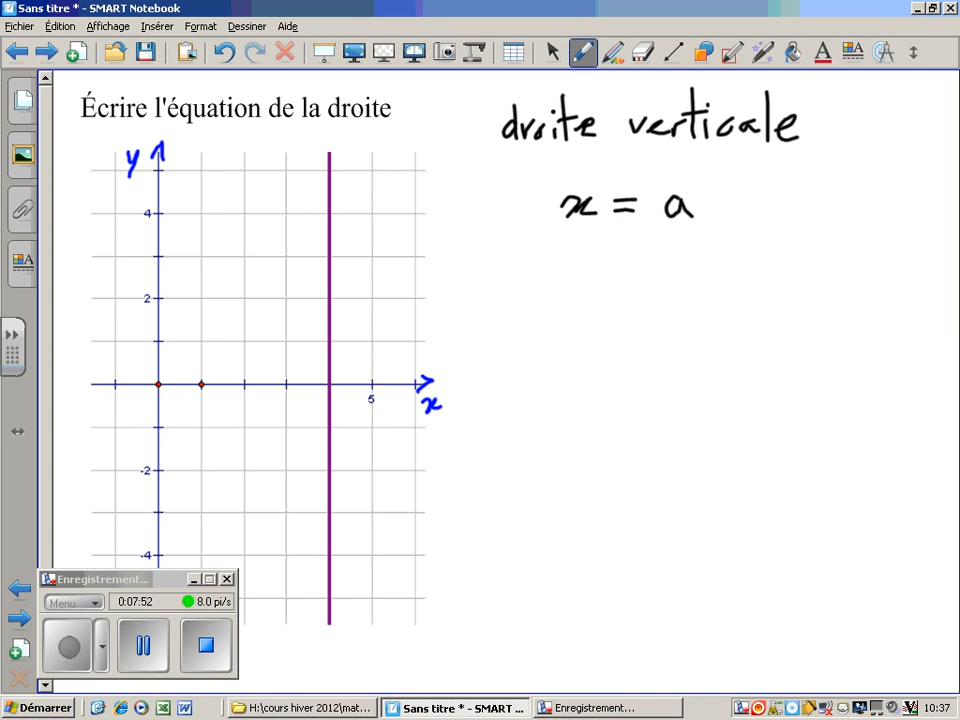 Sans titre * - SMART Notebook
Fichier Édition Affichage Insérer Format Dessiner Aide
Écrire l'équation de la droite
droite verticale
x = a
y
4
2
5
x
-2
-4
Enregistrement...
Menu 0:07:52 8.0 pi/s
Démarrer H:\cours hiver 2012\mat... Sans titre * - SMART ... Enregistrement... 10:37